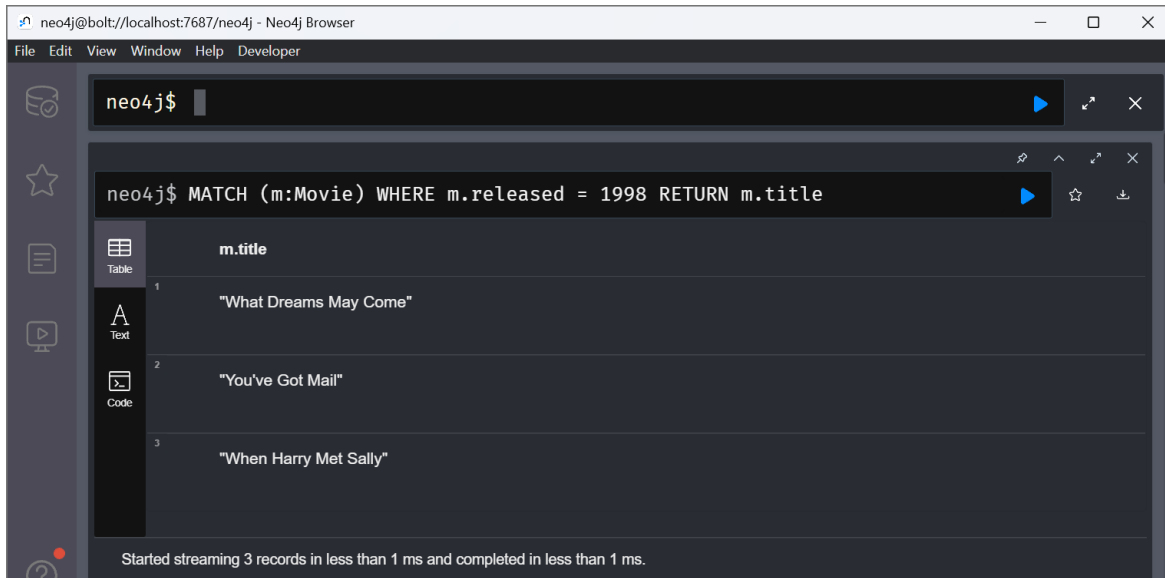 neo4j@bolt://localhost:7687/neo4j - Neo4j Browser
File Edit View Window Help Developer
neo4j$
neo4j$ MATCH (m:Movie) WHERE m.released = 1998 RETURN m.title
Table
m.title
1
"What Dreams May Come"
Text
2
"You've Got Mail"
Code
3
"When Harry Met Sally"
Started streaming 3 records in less than 1 ms and completed in less than 1 ms.